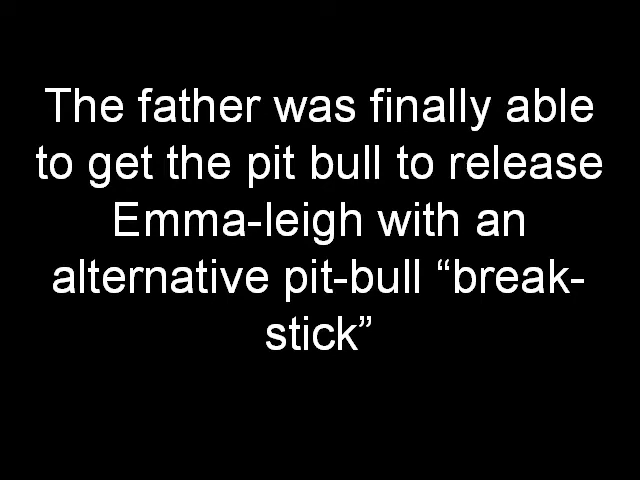 The father was finally able
to get the pit bull to release
Emma-leigh with an
alternative pit-bull “break-
stick”